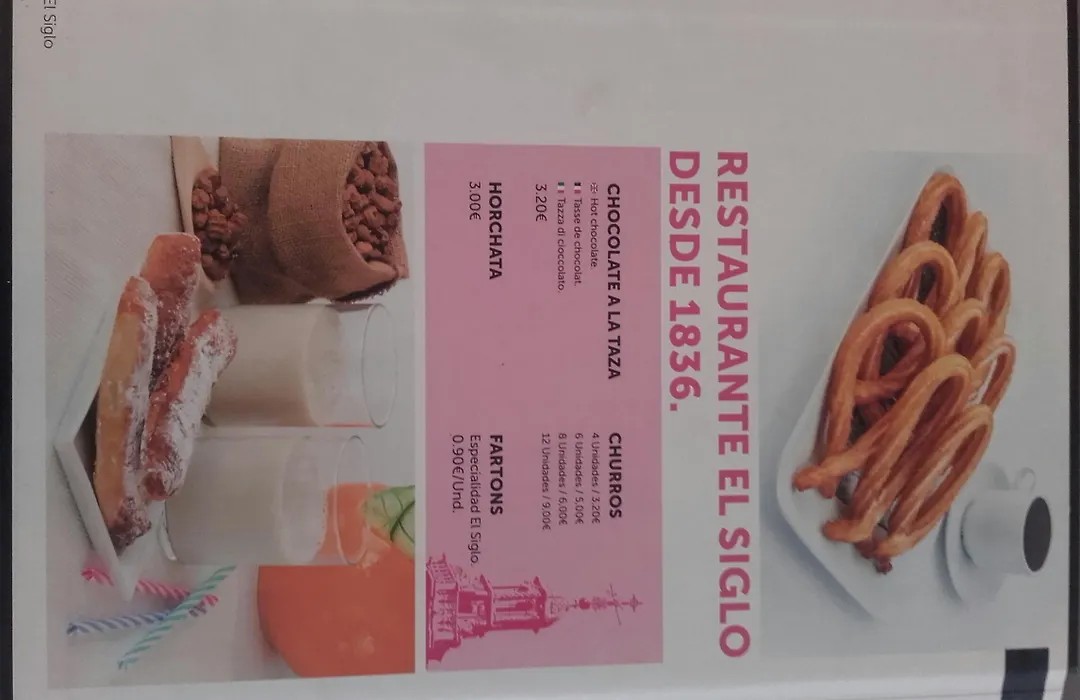 RESTAURANTE EL SIGLO
DESDE 1836.
CHOCOLATE A LA TAZA
Hot chocolate.
Tasse de chocolat.
Tazza di cioccolato.
3.20€
HORCHATA
3.00€
CHURROS
4 Unidades / 3.20€
6 Unidades / 5.00€
8 Unidades / 6.00€
12 Unidades / 9.00€
FARTONS
Especialidad El Siglo.
0.90€/Und.
El Siglo